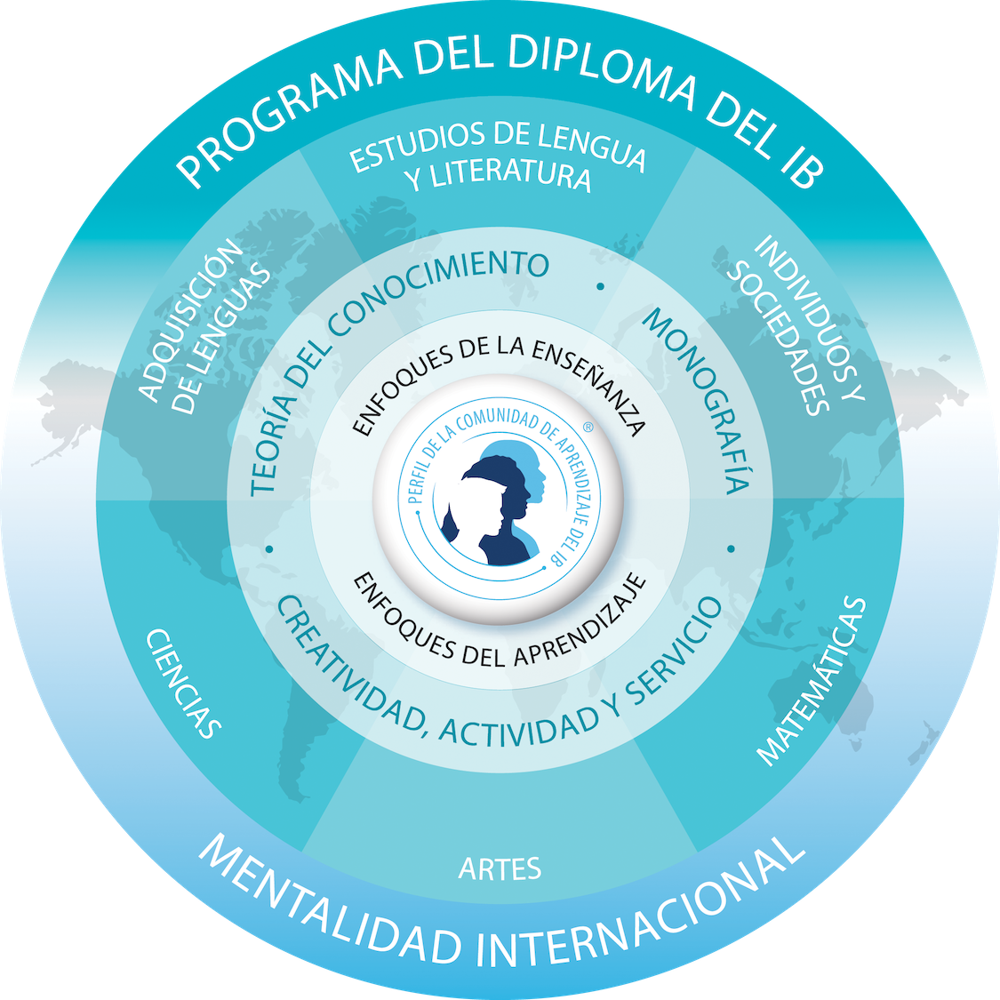 PROGRAMA DEL DIPLOMA DEL IB
ESTUDIOS DE LENGUA
Y LITERATURA
ADQUISICIÓN
DE LENGUAS
INDIVIDUOS Y
SOCIEDADES
TEORÍA DEL CONOCIMIENTO
•
MONOGRAFÍA
•
ENFOQUES DE LA ENSEÑANZA
• PERFIL DE LA COMUNIDAD DE APRENDIZAJE DEL IB •
®
ENFOQUES DEL APRENDIZAJE
•
CREATIVIDAD, ACTIVIDAD Y SERVICIO
CIENCIAS
MATEMÁTICAS
ARTES
MENTALIDAD INTERNACIONAL